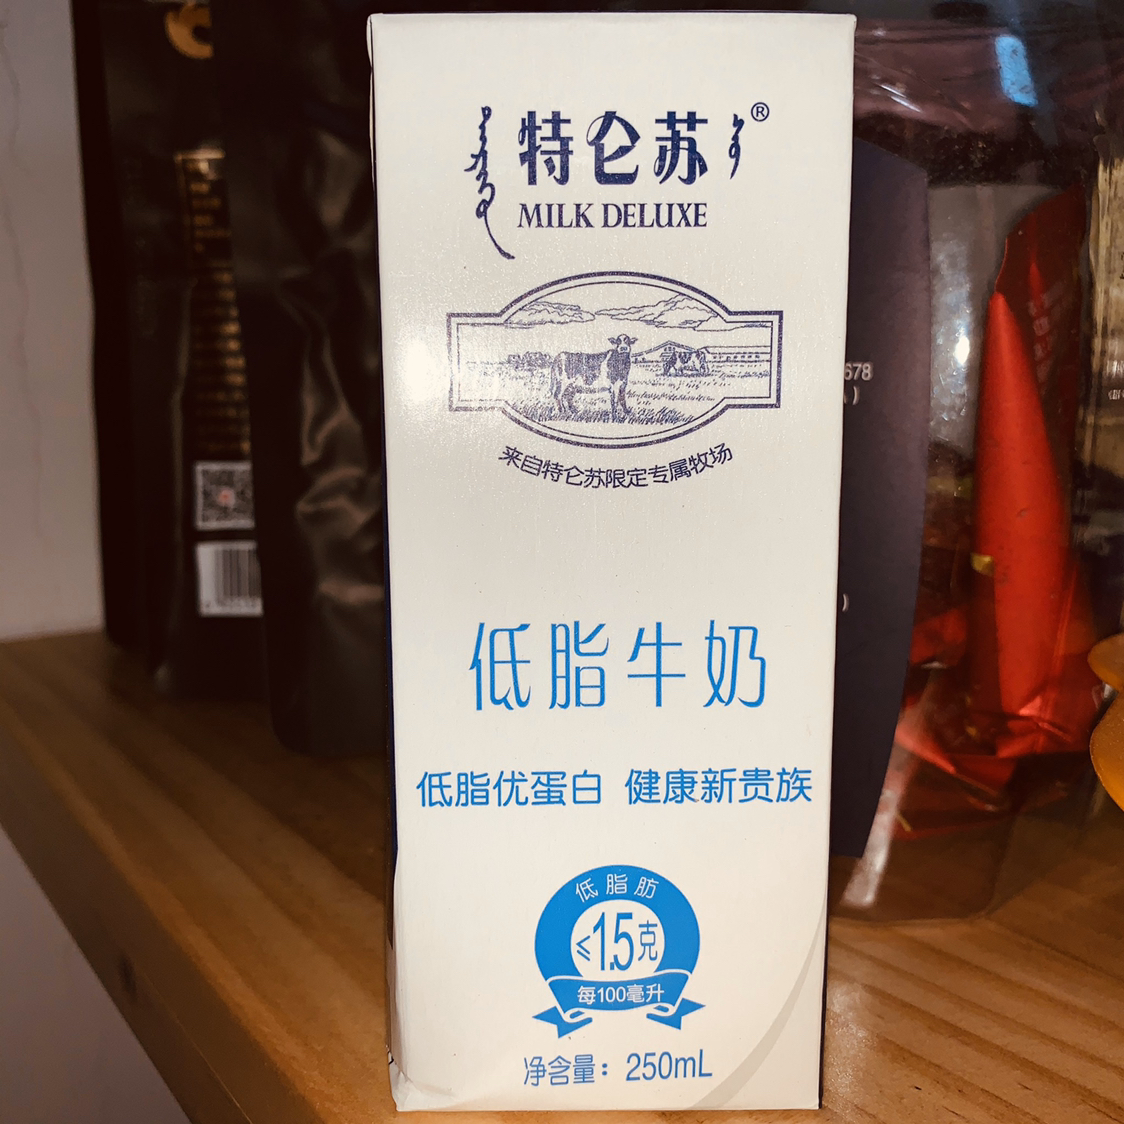 特仑苏®
MILK DELUXE
来自特仑苏限定专属牧场
低脂牛奶
低脂优蛋白 健康新贵族
低脂肪
≤1.5克
每100毫升
净含量：250mL
678